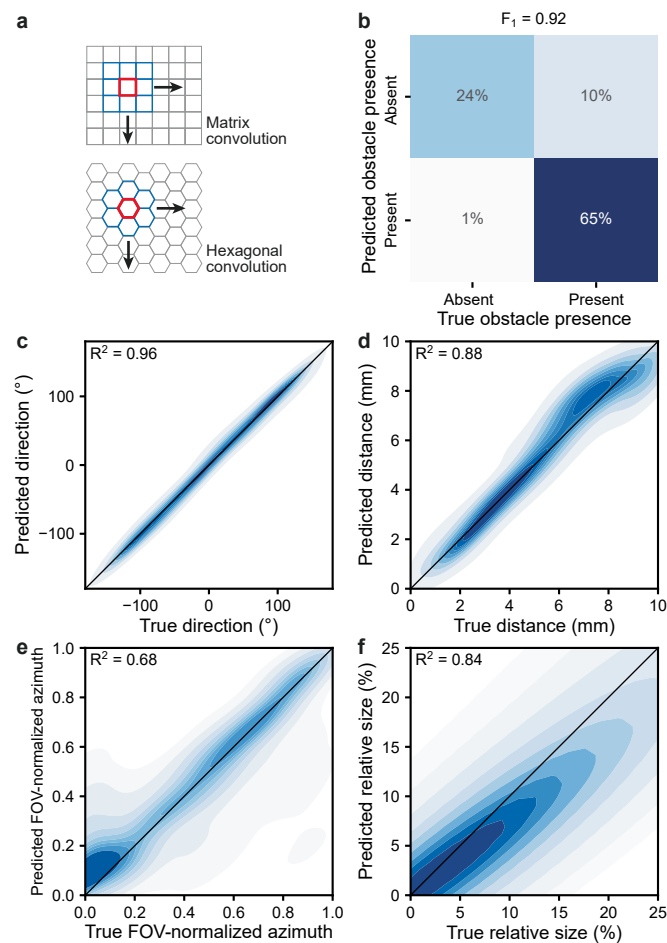 a
Matrix
convolution
Hexagonal
convolution
b
F₁ = 0.92
Predicted obstacle presence
Absent
Present
24%
10%
1%
65%
Absent
Present
True obstacle presence
c
R² = 0.96
Predicted direction (°)
100
0
−100
−100
0
100
True direction (°)
d
R² = 0.88
Predicted distance (mm)
10
8
6
4
2
0
0
2
4
6
8
10
True distance (mm)
e
R² = 0.68
Predicted FOV-normalized azimuth
1.0
0.8
0.6
0.4
0.2
0.0
0.0
0.2
0.4
0.6
0.8
1.0
True FOV-normalized azimuth
f
R² = 0.84
Predicted relative size (%)
25
20
15
10
5
0
0
5
10
15
20
25
True relative size (%)